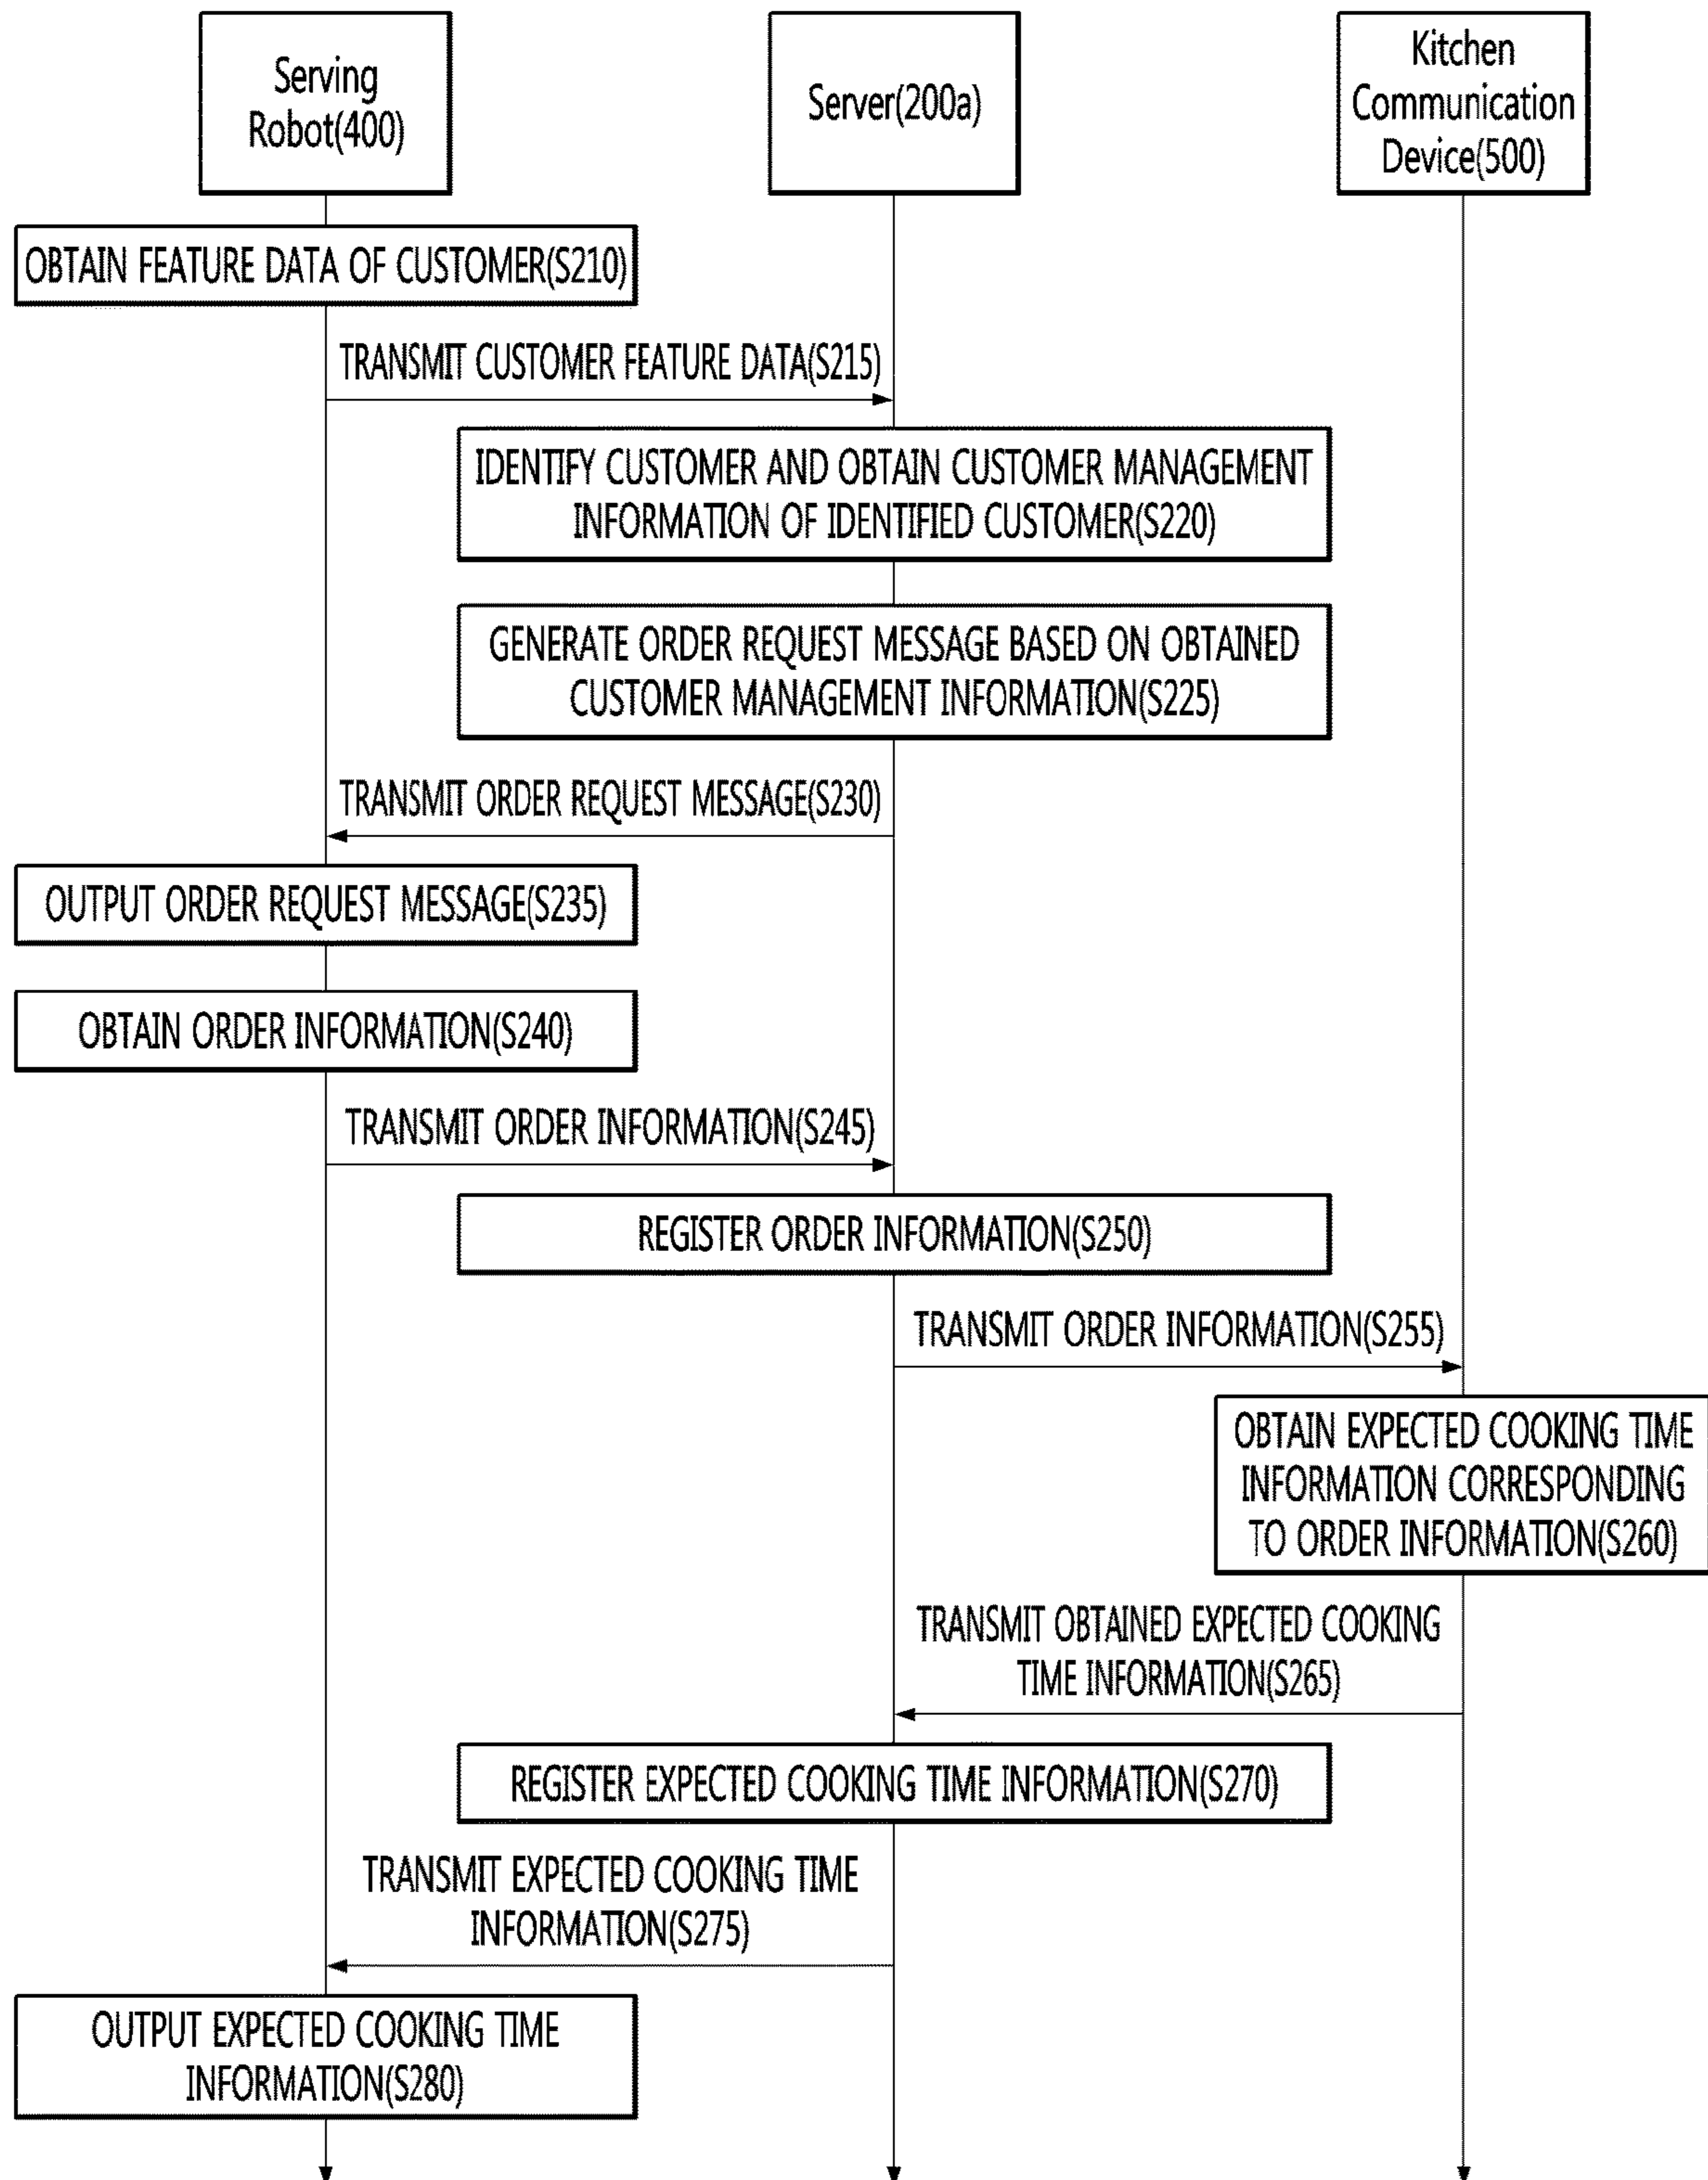 Serving
Robot(400)
Server(200a)
Kitchen
Communication
Device(500)
OBTAIN FEATURE DATA OF CUSTOMER(S210)
TRANSMIT CUSTOMER FEATURE DATA(S215)
IDENTIFY CUSTOMER AND OBTAIN CUSTOMER MANAGEMENT
INFORMATION OF IDENTIFIED CUSTOMER(S220)
GENERATE ORDER REQUEST MESSAGE BASED ON OBTAINED
CUSTOMER MANAGEMENT INFORMATION(S225)
TRANSMIT ORDER REQUEST MESSAGE(S230)
OUTPUT ORDER REQUEST MESSAGE(S235)
OBTAIN ORDER INFORMATION(S240)
TRANSMIT ORDER INFORMATION(S245)
REGISTER ORDER INFORMATION(S250)
TRANSMIT ORDER INFORMATION(S255)
OBTAIN EXPECTED COOKING TIME
INFORMATION CORRESPONDING
TO ORDER INFORMATION(S260)
TRANSMIT OBTAINED EXPECTED COOKING
TIME INFORMATION(S265)
REGISTER EXPECTED COOKING TIME INFORMATION(S270)
TRANSMIT EXPECTED COOKING TIME
INFORMATION(S275)
OUTPUT EXPECTED COOKING TIME
INFORMATION(S280)